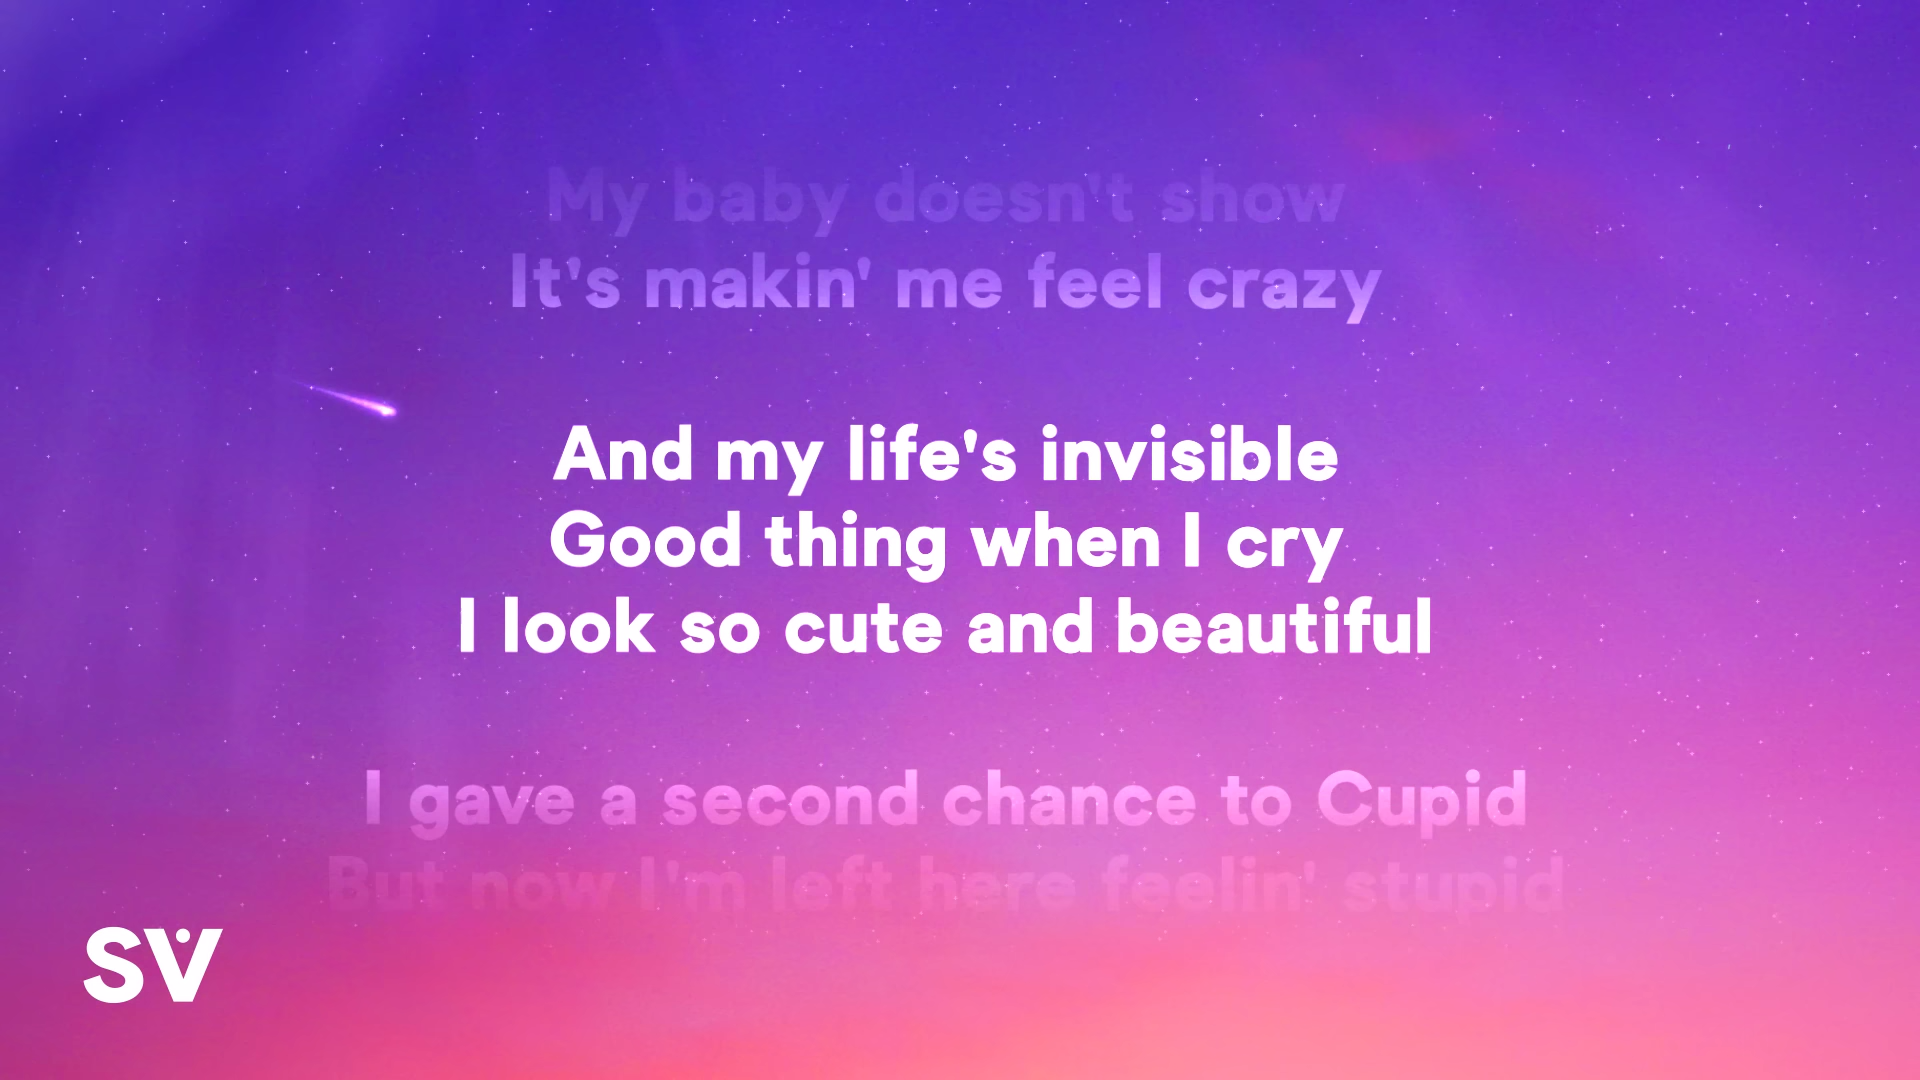 My baby doesn't show
It's makin' me feel crazy
And my life's invisible
Good thing when I cry
I look so cute and beautiful
I gave a second chance to Cupid
But now I'm left here feelin' stupid
SV